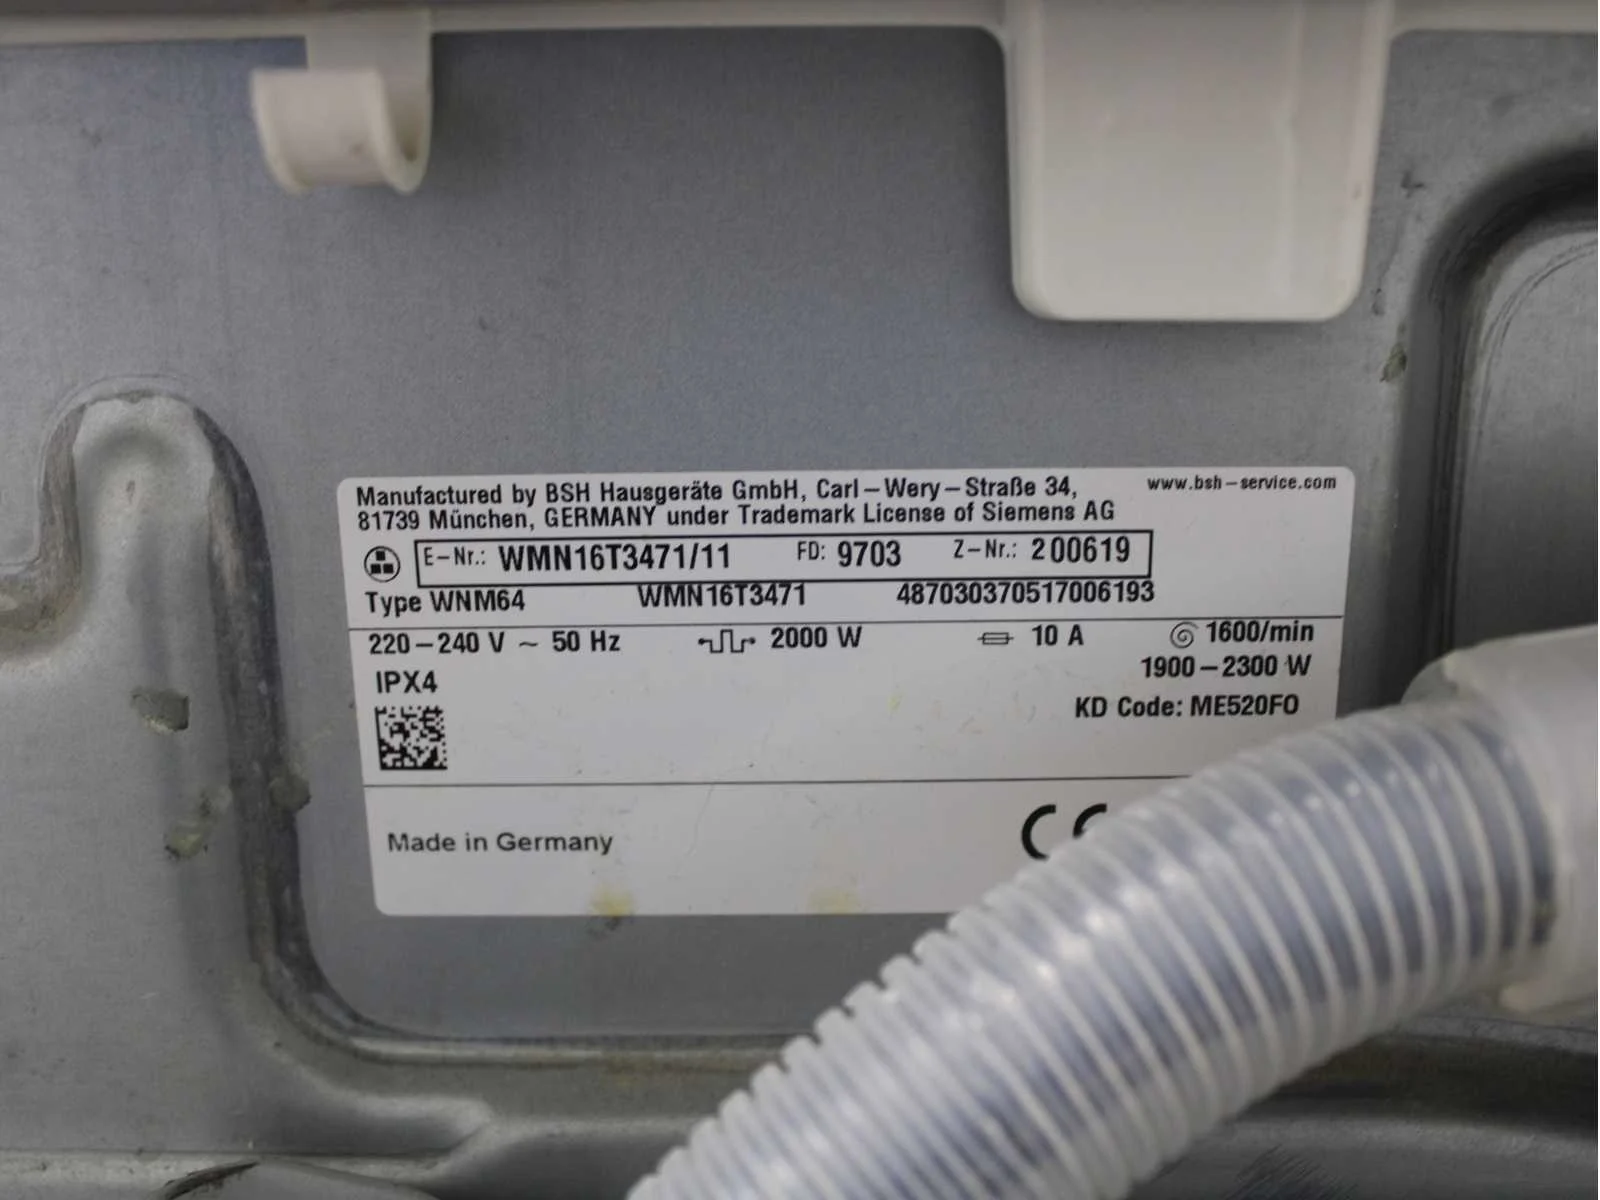 Manufactured by BSH Hausgeräte GmbH, Carl-Wery-Straße 34, www.bsh-service.com
81739 München, GERMANY under Trademark License of Siemens AG
E-Nr.: WMN16T3471/11 FD: 9703 Z-Nr.: 200619
Type WNM64 WMN16T3471 487030370517006193
220-240 V ~ 50 Hz 2000 W 10 A 1600/min
IPX4 1900-2300 W
KD Code: ME520FO
Made in Germany CE